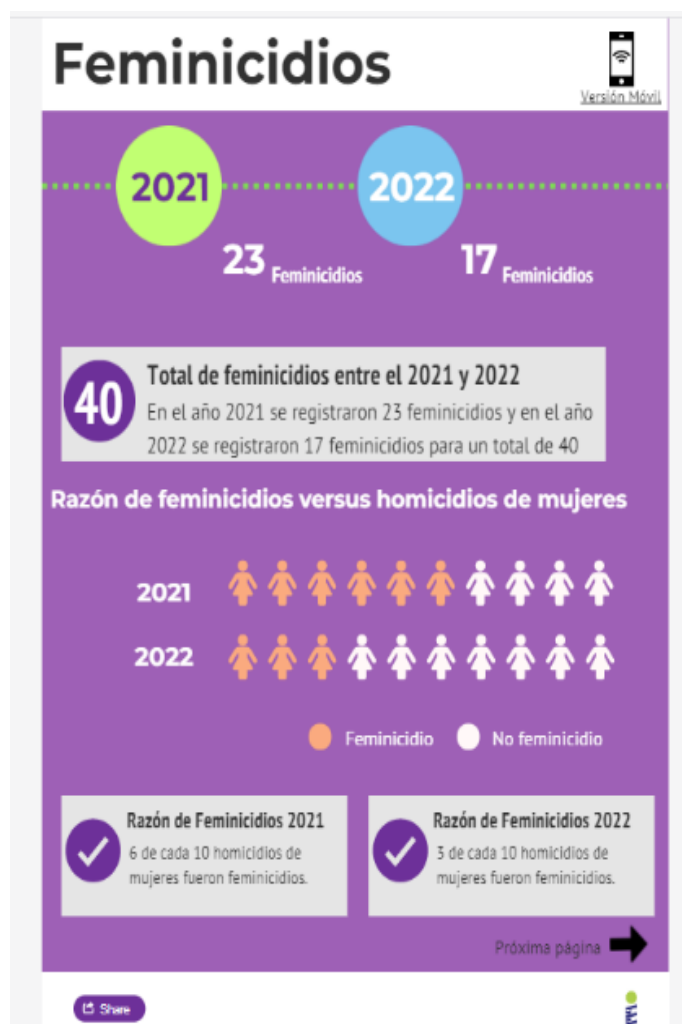 Feminicidios
Versión Móvil
2021
2022
23 Feminicidios
17 Feminicidios
40
Total de feminicidios entre el 2021 y 2022
En el año 2021 se registraron 23 feminicidios y en el año
2022 se registraron 17 feminicidios para un total de 40
Razón de feminicidios versus homicidios de mujeres
2021
2022
Feminicidio
No feminicidio
Razón de Feminicidios 2021
6 de cada 10 homicidios de
mujeres fueron feminicidios.
Razón de Feminicidios 2022
3 de cada 10 homicidios de
mujeres fueron feminicidios.
Próxima página
Share